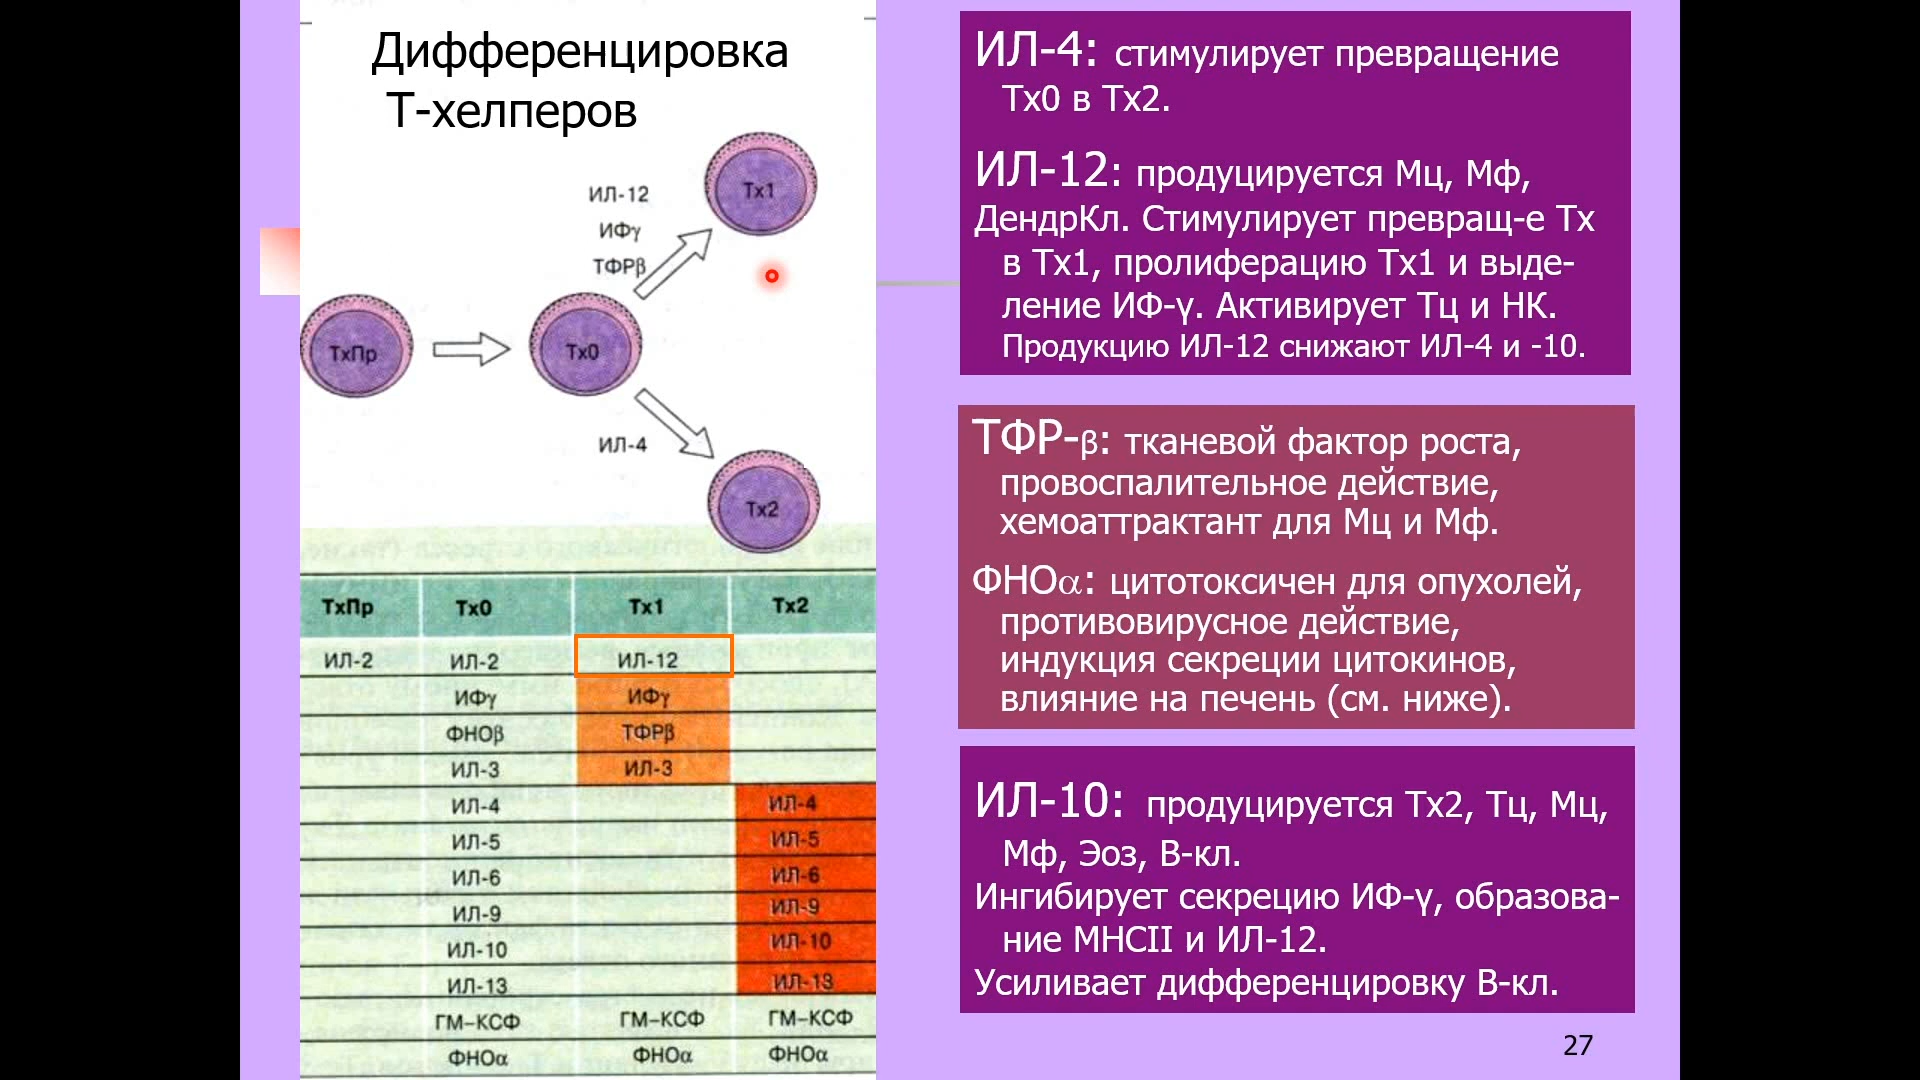 Дифференцировка
Т-хелперов
ИЛ-12
ИФγ
ТФРβ
Тх1
ТхПр
Тх0
ИЛ-4
Тх2
ТхПр Тх0 Тх1 Тх2
ИЛ-2 ИЛ-2 ИЛ-12
ИФγ ИФγ
ФНОβ ТФРβ
ИЛ-3 ИЛ-3
ИЛ-4 ИЛ-4
ИЛ-5 ИЛ-5
ИЛ-6 ИЛ-6
ИЛ-9 ИЛ-9
ИЛ-10 ИЛ-10
ИЛ-13 ИЛ-13
ГМ–КСФ ГМ–КСФ ГМ–КСФ
ФНОα ФНОα ФНОα
ИЛ-4: стимулирует превращение
Тх0 в Тх2.
ИЛ-12: продуцируется Мц, Мф,
ДендрКл. Стимулирует превращ-е Тх
в Тх1, пролиферацию Тх1 и выде-
ление ИФ-γ. Активирует Тц и НК.
Продукцию ИЛ-12 снижают ИЛ-4 и -10.
ТФР-β: тканевой фактор роста,
провоспалительное действие,
хемоаттрактант для Мц и Мф.
ФНОα: цитотоксичен для опухолей,
противовирусное действие,
индукция секреции цитокинов,
влияние на печень (см. ниже).
ИЛ-10: продуцируется Тх2, Тц, Мц,
Мф, Эоз, В-кл.
Ингибирует секрецию ИФ-γ, образова-
ние MHCII и ИЛ-12.
Усиливает дифференцировку В-кл.
27